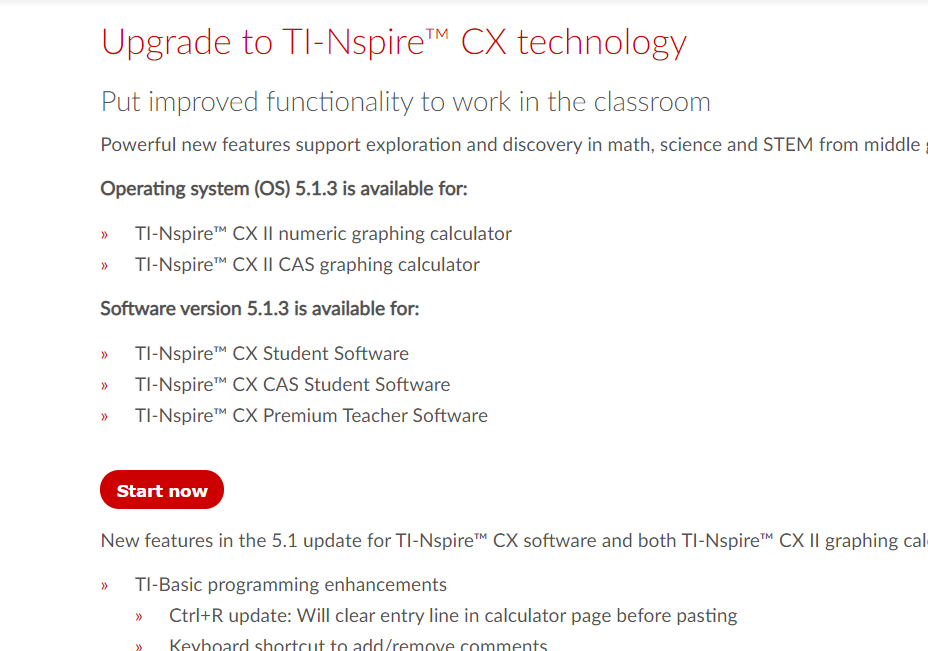 Upgrade to TI-Nspire™ CX technology
Put improved functionality to work in the classroom
Powerful new features support exploration and discovery in math, science and STEM from middle
Operating system (OS) 5.1.3 is available for:
» TI-Nspire™ CX II numeric graphing calculator
» TI-Nspire™ CX II CAS graphing calculator
Software version 5.1.3 is available for:
» TI-Nspire™ CX Student Software
» TI-Nspire™ CX CAS Student Software
» TI-Nspire™ CX Premium Teacher Software
Start now
New features in the 5.1 update for TI-Nspire™ CX software and both TI-Nspire™ CX II graphing
» TI-Basic programming enhancements
» Ctrl+R update: Will clear entry line in calculator page before pasting
» Keyboard shortcut to add/remove comments